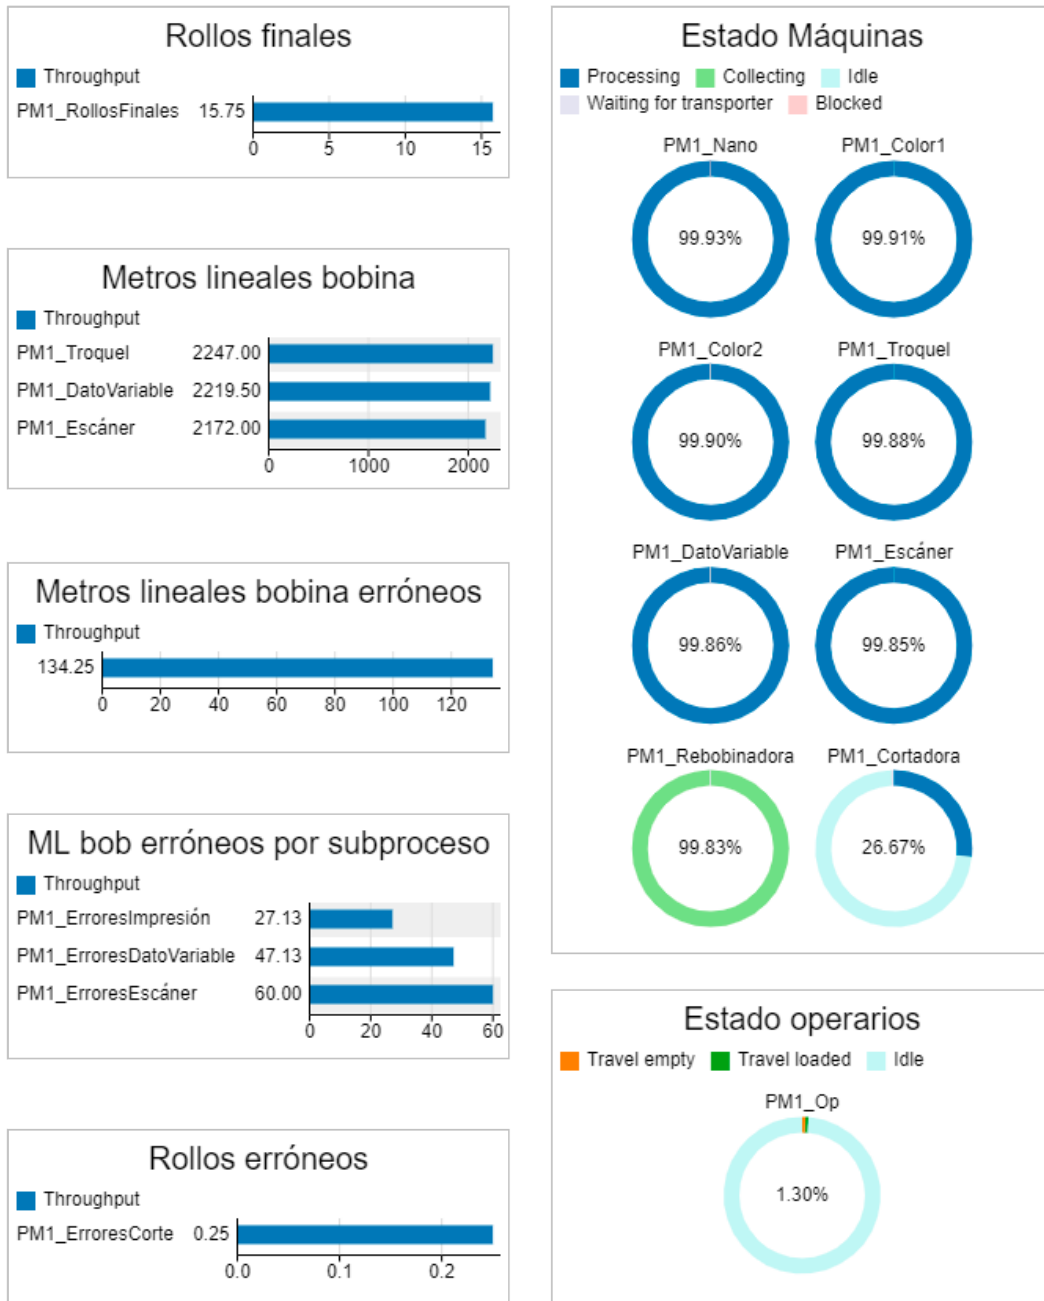 Rollos finales
Throughput
PM1_RollosFinales 15.75
0 5 10 15
Metros lineales bobina
Throughput
PM1_Troquel 2247.00
PM1_DatoVariable 2219.50
PM1_Escáner 2172.00
0 1000 2000
Metros lineales bobina erróneos
Throughput
134.25
0 20 40 60 80 100 120
ML bob erróneos por subproceso
Throughput
PM1_ErroresImpresión 27.13
PM1_ErroresDatoVariable 47.13
PM1_ErroresEscáner 60.00
0 20 40 60
Rollos erróneos
Throughput
PM1_ErroresCorte 0.25
0.0 0.1 0.2
Estado Máquinas
Processing Collecting Idle
Waiting for transporter Blocked
PM1_Nano PM1_Color1
99.93% 99.91%
PM1_Color2 PM1_Troquel
99.90% 99.88%
PM1_DatoVariable PM1_Escáner
99.86% 99.85%
PM1_Rebobinadora PM1_Cortadora
99.83% 26.67%
Estado operarios
Travel empty Travel loaded Idle
PM1_Op
1.30%